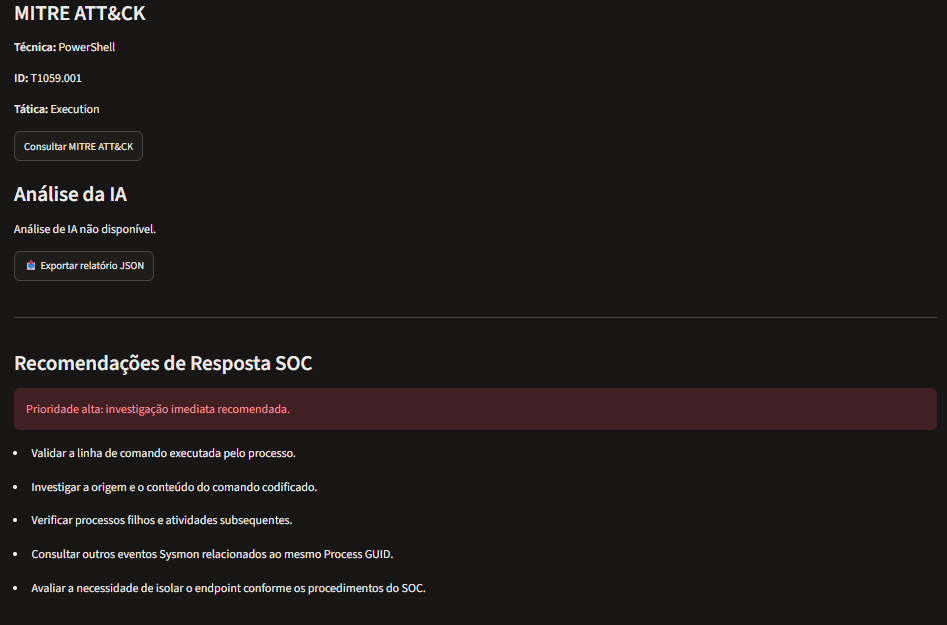 MITRE ATT&CK
Técnica: PowerShell
ID: T1059.001
Tática: Execution
Consultar MITRE ATT&CK
Análise da IA
Análise de IA não disponível.
Exportar relatório JSON
Recomendações de Resposta SOC
Prioridade alta: investigação imediata recomendada.
Validar a linha de comando executada pelo processo.
Investigar a origem e o conteúdo do comando codificado.
Verificar processos filhos e atividades subsequentes.
Consultar outros eventos Sysmon relacionados ao mesmo Process GUID.
Avaliar a necessidade de isolar o endpoint conforme os procedimentos do SOC.